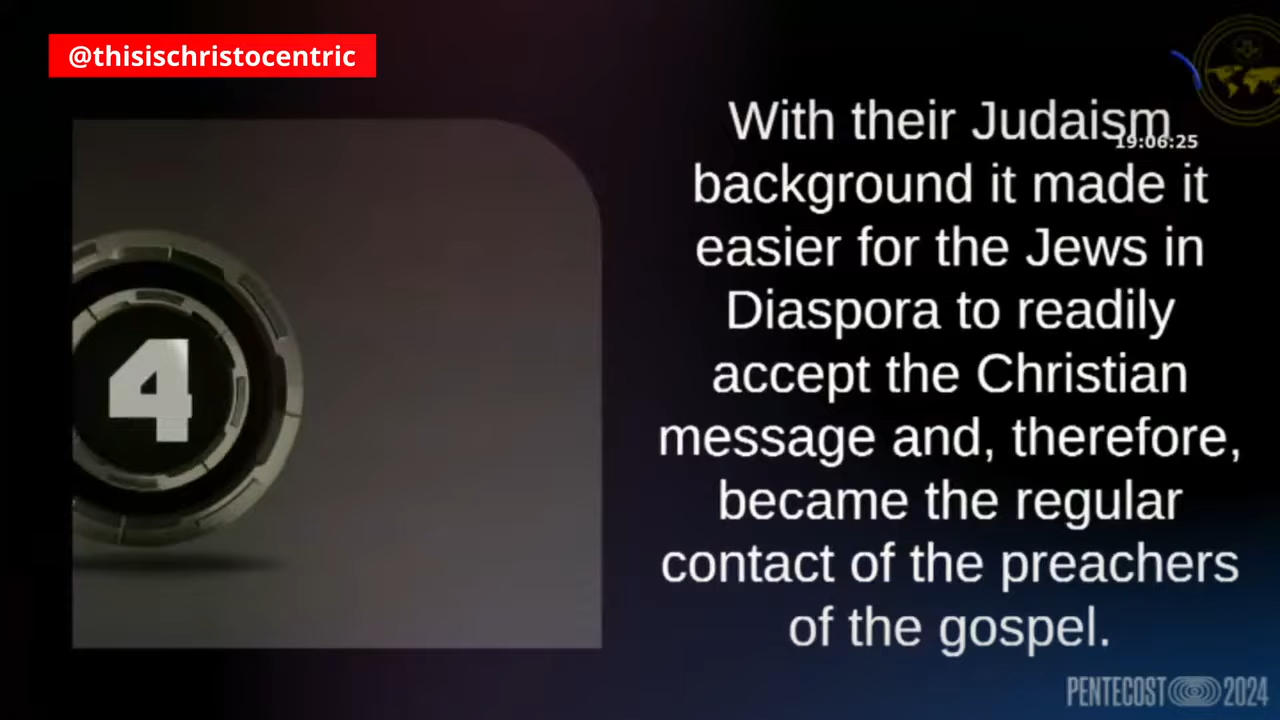 @thisischristocentric
With their Judaism
19:06:25
background it made it
easier for the Jews in
Diaspora to readily
accept the Christian
message and, therefore,
became the regular
contact of the preachers
of the gospel.
4
PENTECOST 2024